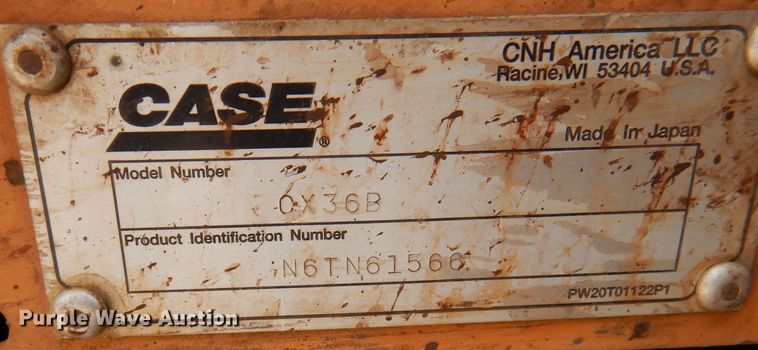 CNH America LLC
Racine, WI 53404 U.S.A.
CASE
®
Made In Japan
Model Number
CX36B
Product Identification Number
N6TN61566
PW20T01122P1
Purple Wave Auction